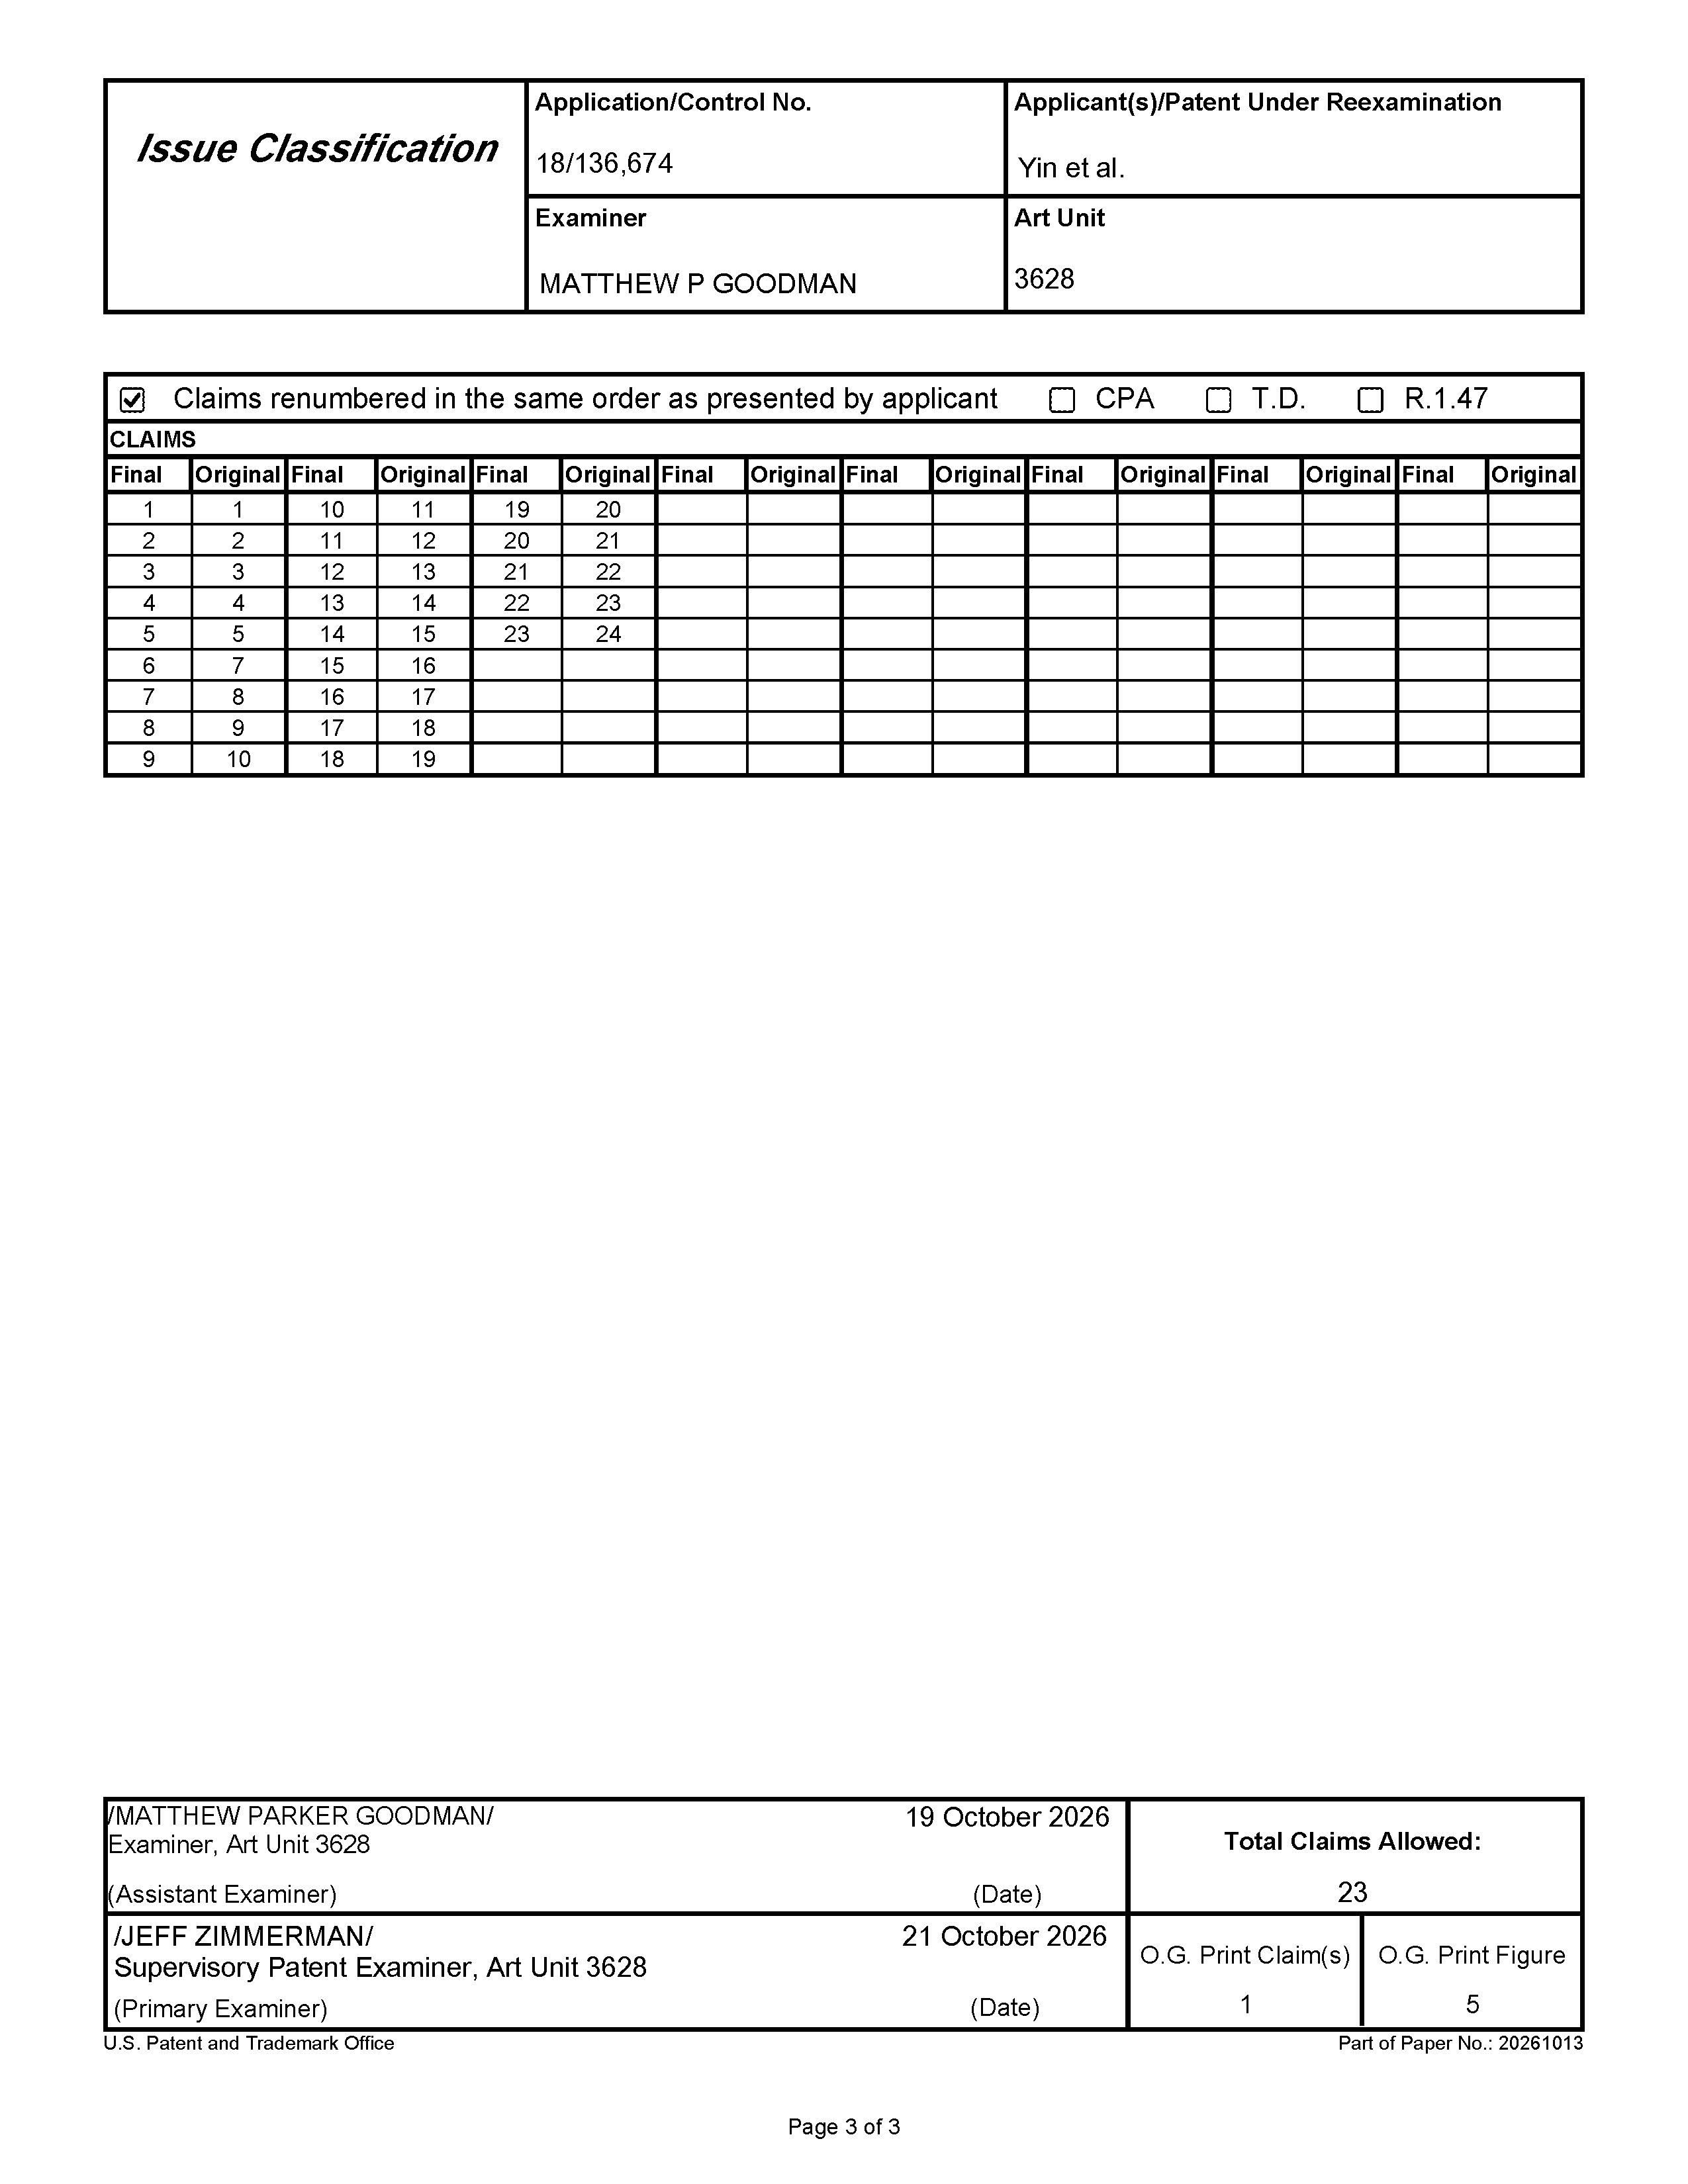 Issue Classification
Application/Control No.
18/136,674
Applicant(s)/Patent Under Reexamination
Yin et al.
Examiner
MATTHEW P GOODMAN
Art Unit
3628
Claims renumbered in the same order as presented by applicant CPA T.D. R.1.47
CLAIMS
Final Original Final Original Final Original Final Original Final Original Final Original Final Original Final Original
1 1 10 11 19 20
2 2 11 12 20 21
3 3 12 13 21 22
4 4 13 14 22 23
5 5 14 15 23 24
6 7 15 16
7 8 16 17
8 9 17 18
9 10 18 19
/MATTHEW PARKER GOODMAN/
Examiner, Art Unit 3628
19 October 2026
(Assistant Examiner)
(Date)
Total Claims Allowed:
23
/JEFF ZIMMERMAN/
Supervisory Patent Examiner, Art Unit 3628
21 October 2026
(Primary Examiner)
(Date)
O.G. Print Claim(s)
1
O.G. Print Figure
5
U.S. Patent and Trademark Office
Part of Paper No.: 20261013
Page 3 of 3